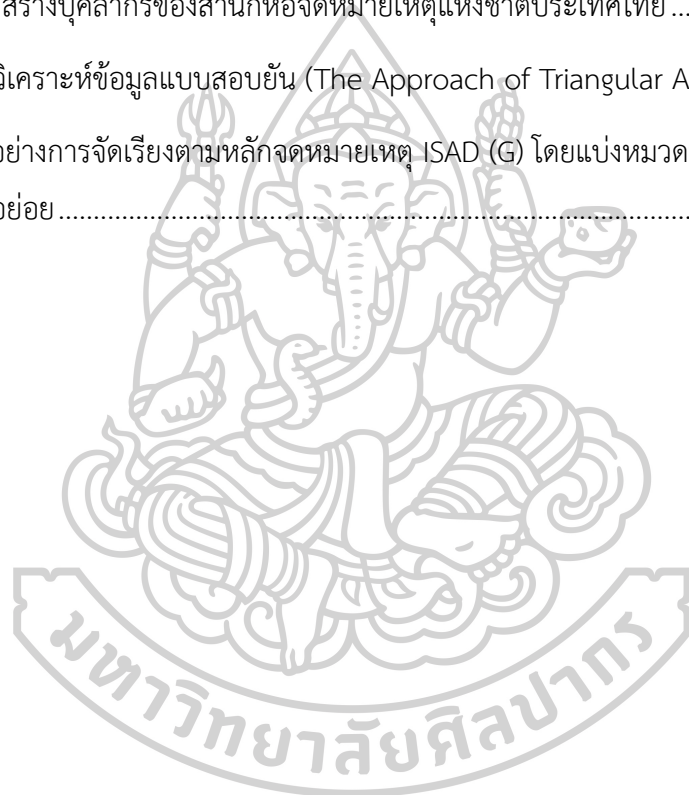 สร้างบุคลากรของสำนักหอจดหมายเหตุแห่งชาติประเทศไทย ...
วิเคราะห์ข้อมูลแบบสอบยัน (The Approach of Triangular A
อย่างการจัดเรียงตามหลักจดหมายเหตุ ISAD (G) โดยแบ่งหมวด
อย่อย ........................................................................................
มหาวิทยาลัยศิลปากร